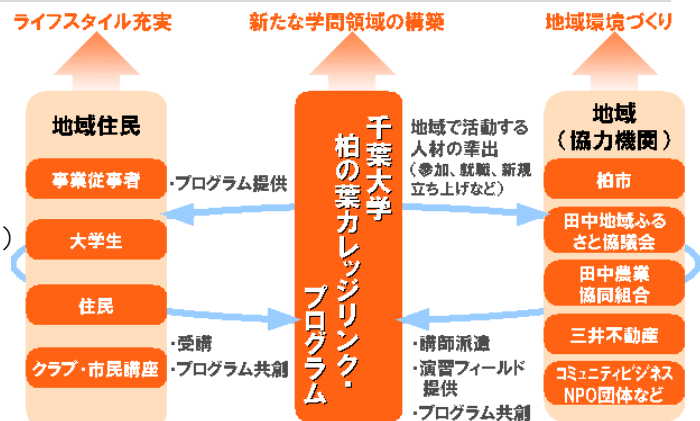 ライフスタイル充実
新たな学問領域の構築
地域環境づくり
地域住民
事業従事者
大学生
住民
クラブ・市民講座
)
・プログラム提供
・受講
・プログラム共創
千葉大学
柏の葉カレッジリンク・
プログラム
地域で活動する
人材の輩出
（参加、就職、新規
立ち上げなど）
・講師派遣
・演習フィールド
提供
・プログラム共創
地域
（協力機関）
柏市
田中地域ふる
さと協議会
田中農業
協同組合
三井不動産
コミュニティビジネス
NPO団体など